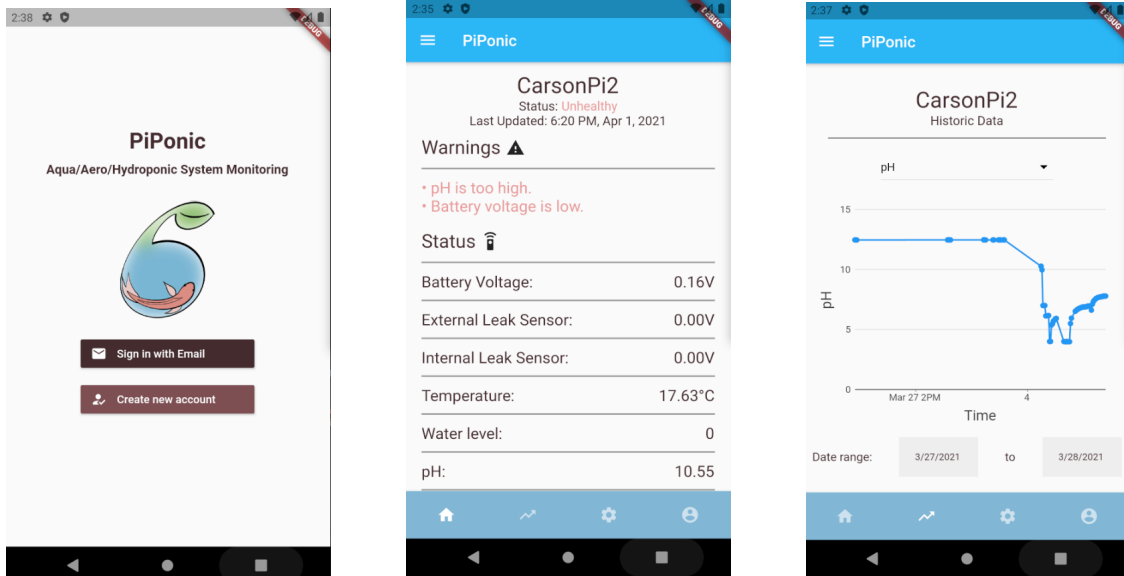 2:38
DEBUG
PiPonic
Aqua/Aero/Hydroponic System Monitoring
Sign in with Email
Create new account
2:35
DEBUG
PiPonic
CarsonPi2
Status: Unhealthy
Last Updated: 6:20 PM, Apr 1, 2021
Warnings
• pH is too high.
• Battery voltage is low.
Status
Battery Voltage: 0.16V
External Leak Sensor: 0.00V
Internal Leak Sensor: 0.00V
Temperature: 17.63°C
Water level: 0
pH: 10.55
2:37
DEBUG
PiPonic
CarsonPi2
Historic Data
pH
15
10
5
0
pH
Mar 27 2PM 4
Time
Date range: 3/27/2021 to 3/28/2021